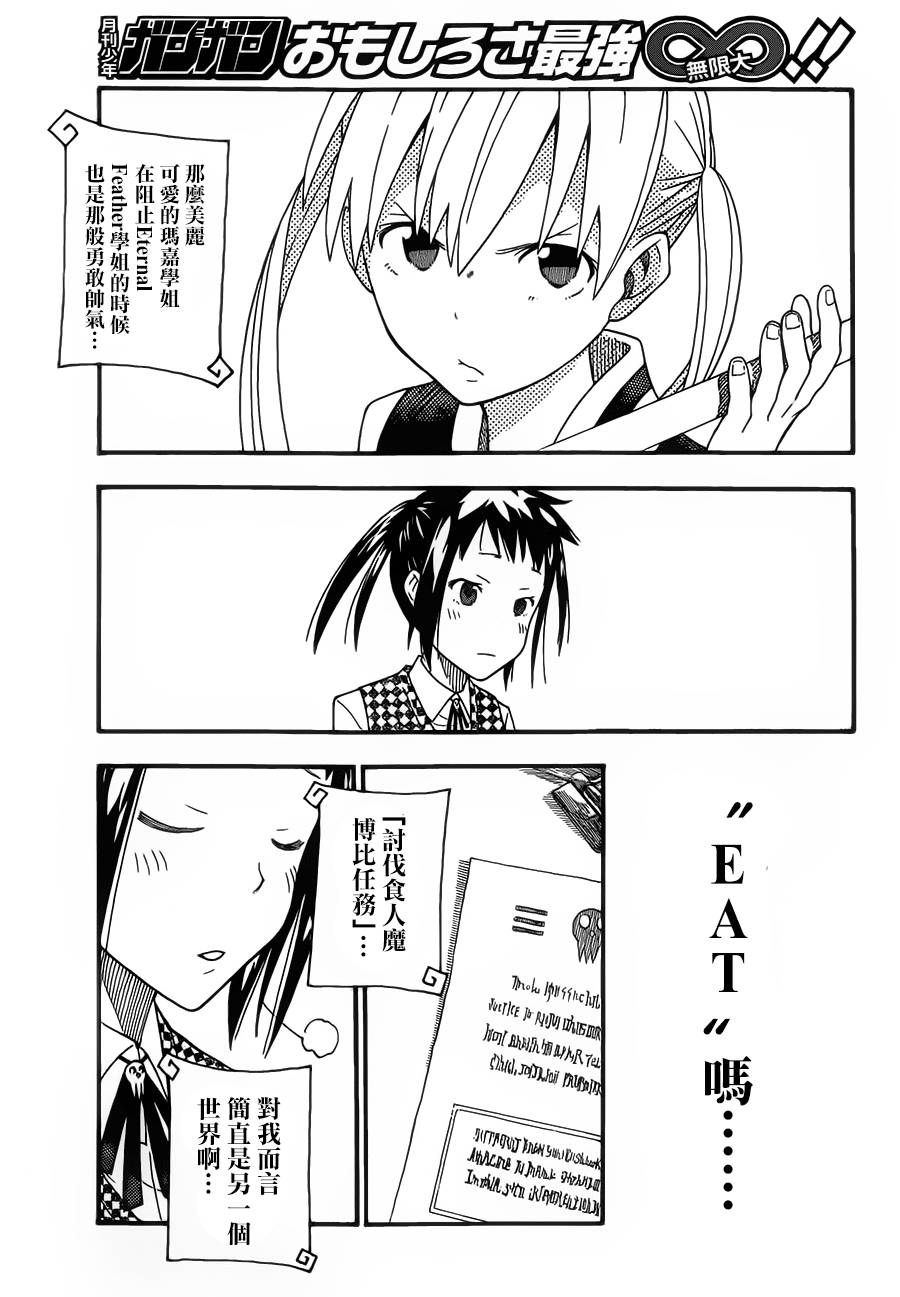 月刊少年
ガンガン
おもしろさ最強
無限大
!!
那麼美麗
可愛的瑪嘉學姐
在阻止Eternal
Feather學姐的時候
也是那般勇敢帥氣…
〝EAT〝嗎……
『討伐食人魔
博比任務』…
對我而言
簡直是另一個
世界啊…